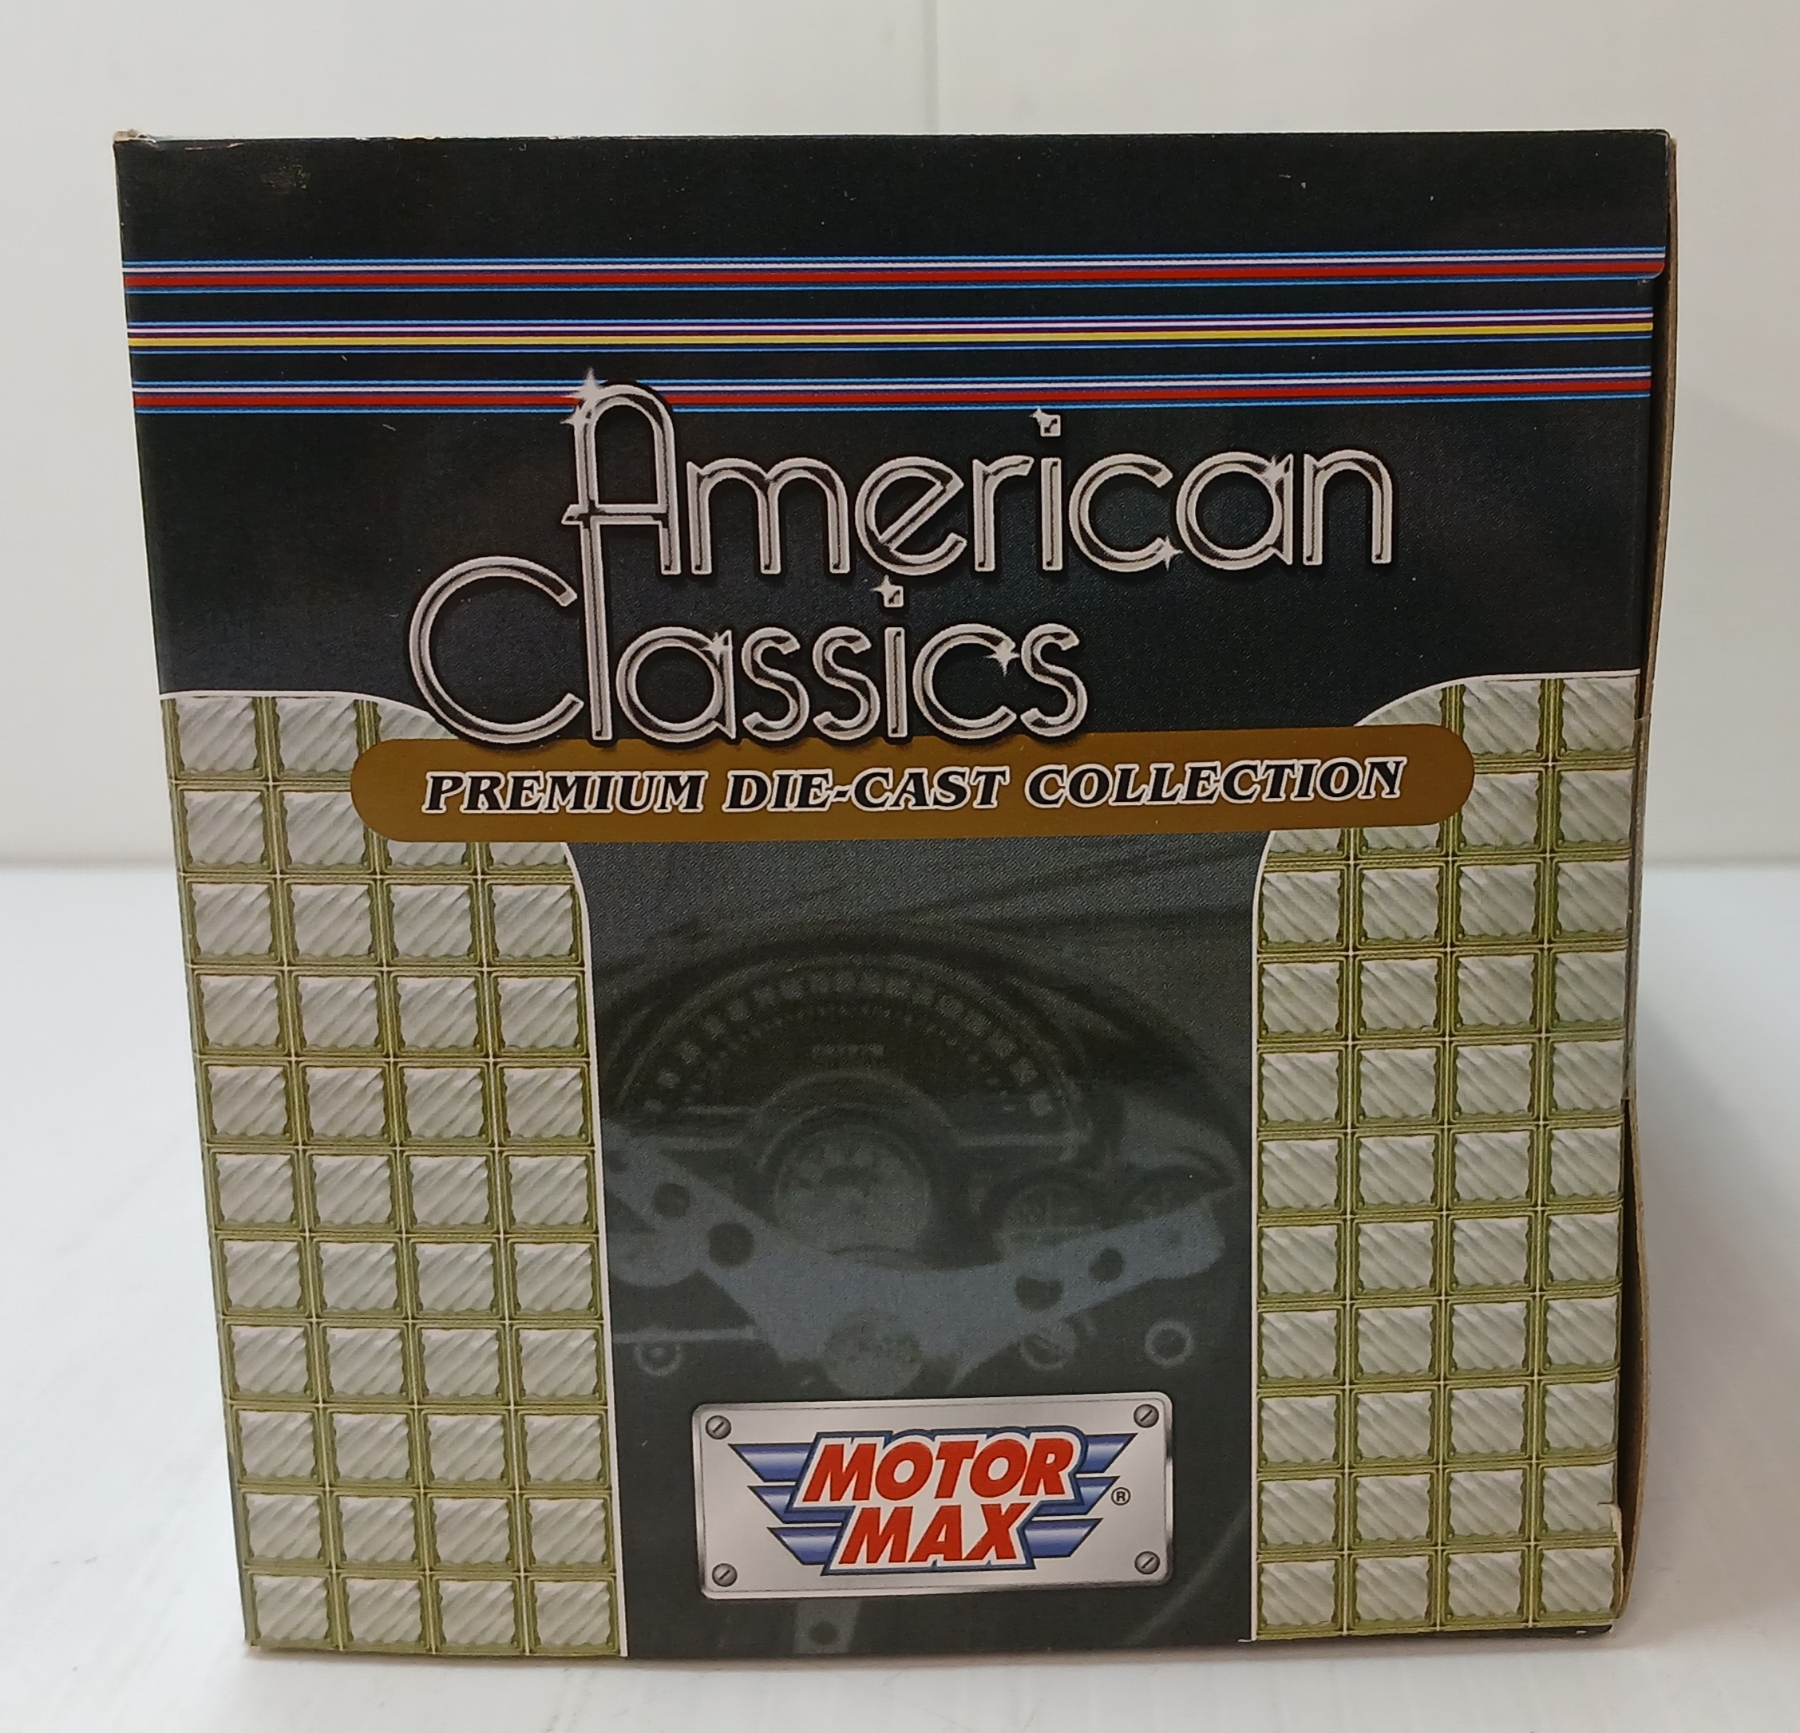 American
Classics
PREMIUM DIE-CAST COLLECTION
MOTOR
MAX®